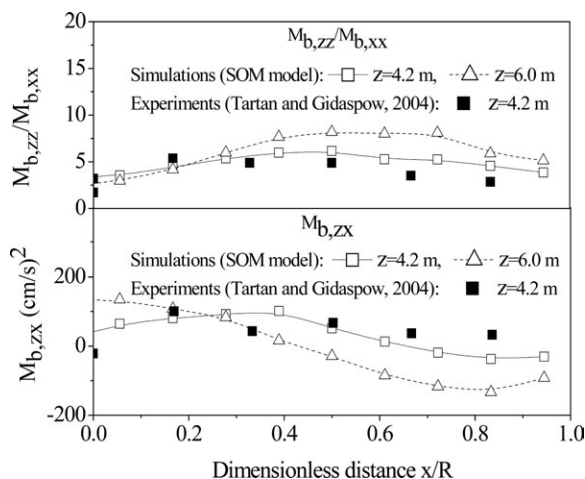 M_b,zz/M_b,xx
Simulations (SOM model): z=4.2 m, z=6.0 m
Experiments (Tartan and Gidaspow, 2004): z=4.2 m
M_b,zz/M_b,xx
20
15
10
5
0
M_b,zx
Simulations (SOM model): z=4.2 m, z=6.0 m
Experiments (Tartan and Gidaspow, 2004): z=4.2 m
M_b,zx (cm/s)^2
200
0
-200
0.0 0.2 0.4 0.6 0.8 1.0
Dimensionless distance x/R